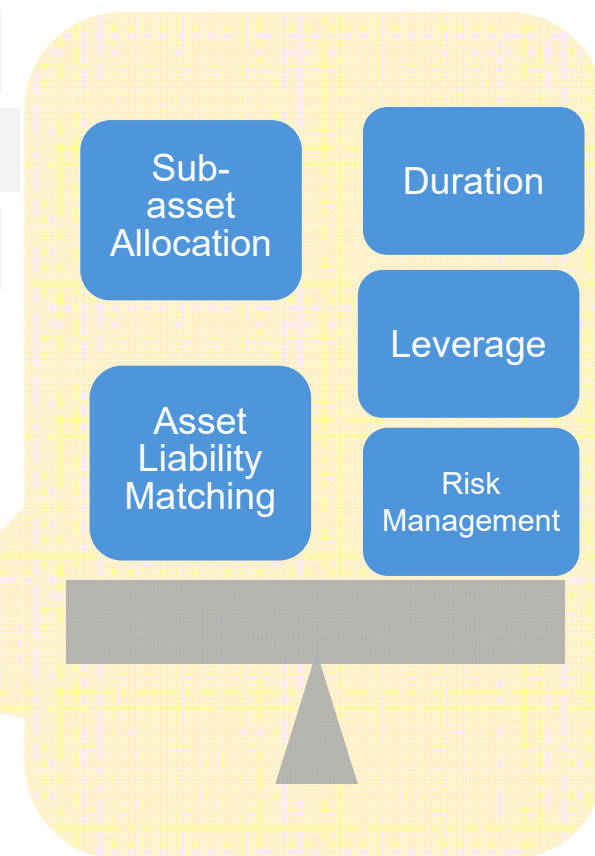 Sub-
asset
Allocation
Asset
Liability
Matching
Duration
Leverage
Risk
Management